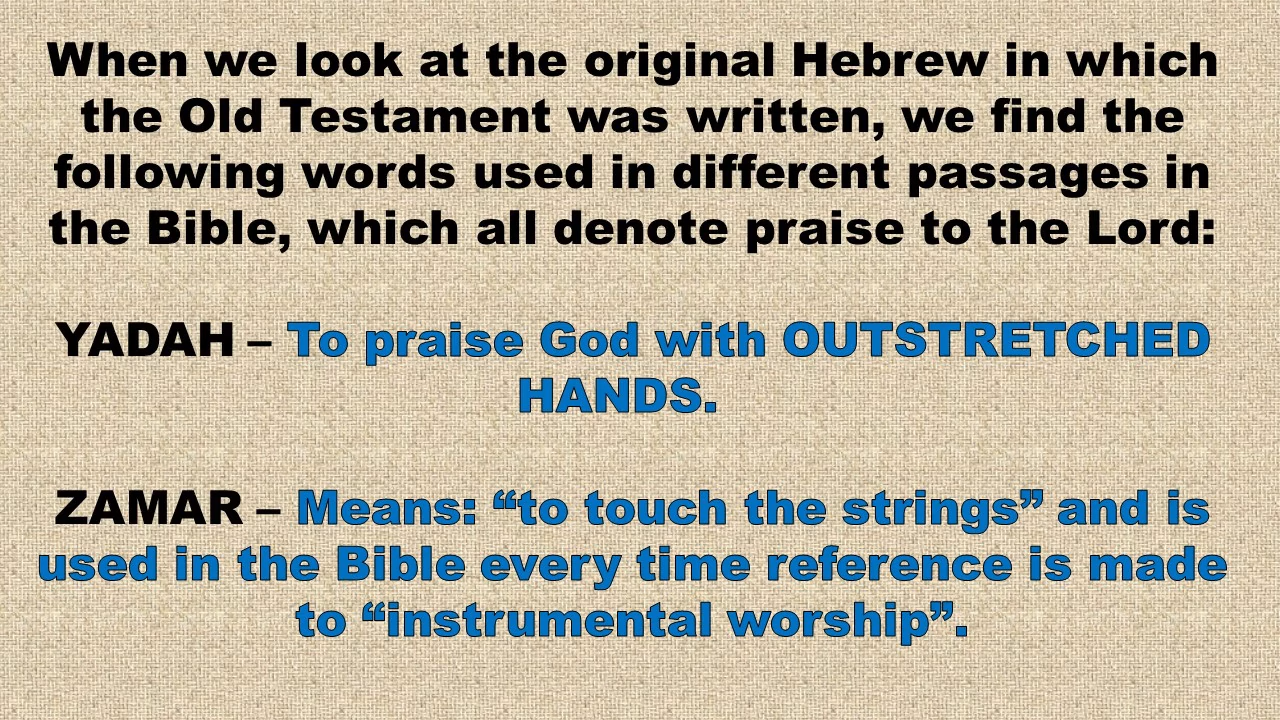 When we look at the original Hebrew in which
the Old Testament was written, we find the
following words used in different passages in
the Bible, which all denote praise to the Lord:
YADAH – To praise God with OUTSTRETCHED
HANDS.
ZAMAR – Means: “to touch the strings” and is
used in the Bible every time reference is made
to “instrumental worship”.